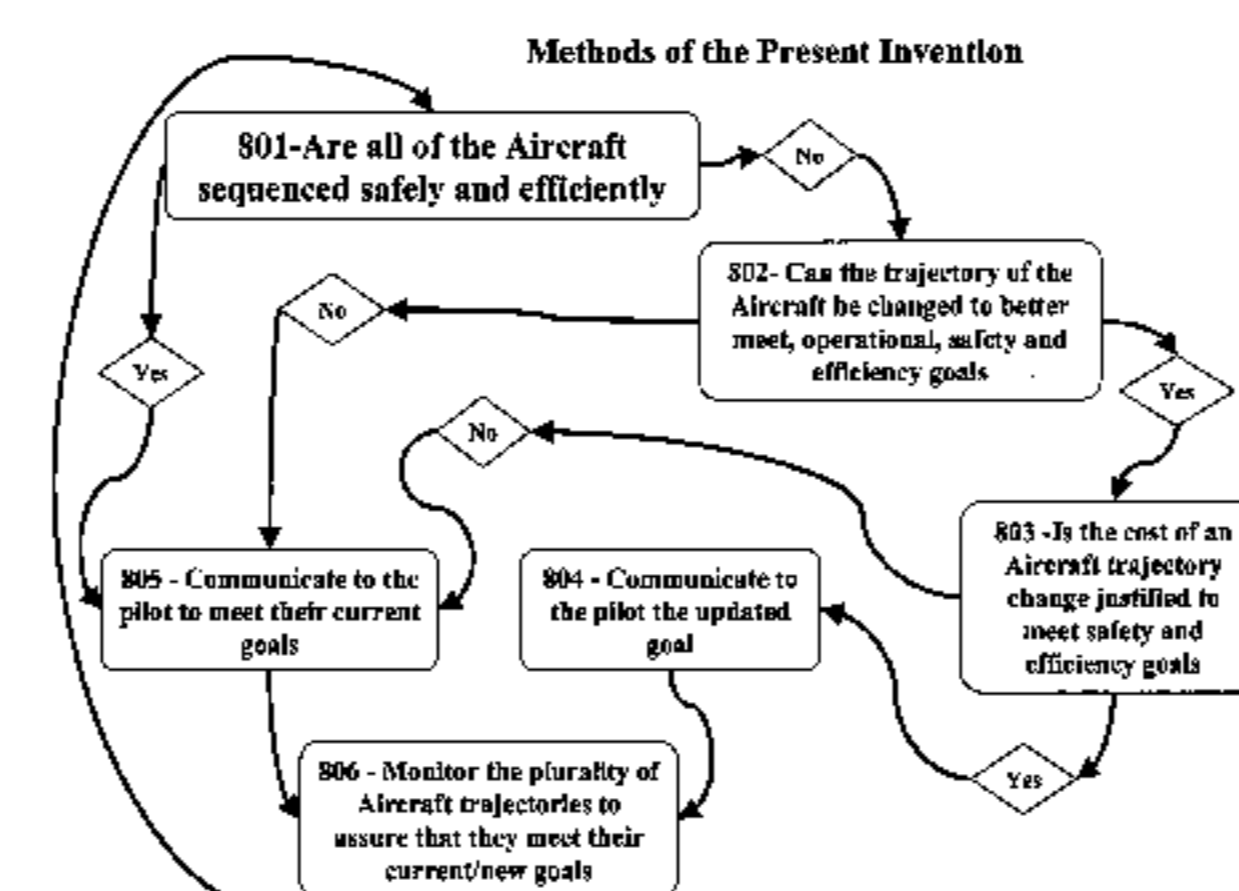 Methods of the Present Invention
801-Are all of the Aircraft
sequenced safely and efficiently
No
802- Can the trajectory of the
Aircraft be changed to better
meet, operational, safety and
efficiency goals
No
Yes
Yes
No
803 -Is the cost of an
Aircraft trajectory
change justified to
meet safety and
efficiency goals
805 - Communicate to the
pilot to meet their current
goals
804 - Communicate to
the pilot the updated
goal
Yes
806 - Monitor the plurality of
Aircraft trajectories to
assure that they meet their
current/new goals